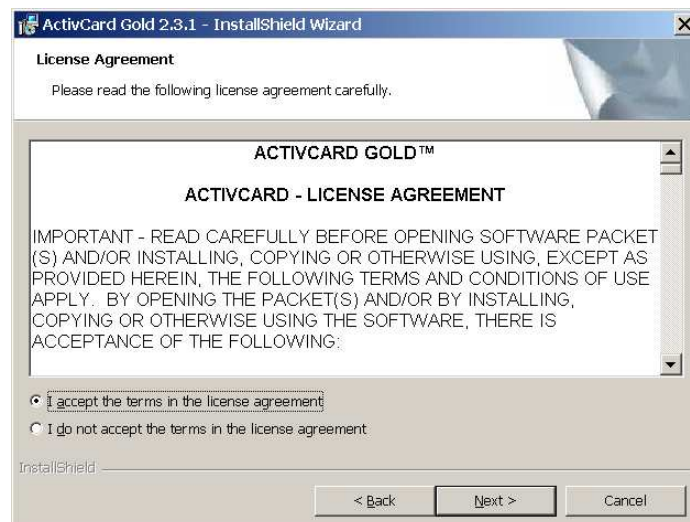 ActivCard Gold 2.3.1 - InstallShield Wizard
License Agreement
Please read the following license agreement carefully.
ACTIVCARD GOLD™
ACTIVCARD - LICENSE AGREEMENT
IMPORTANT - READ CAREFULLY BEFORE OPENING SOFTWARE PACKET
(S) AND/OR INSTALLING, COPYING OR OTHERWISE USING, EXCEPT AS
PROVIDED HEREIN, THE FOLLOWING TERMS AND CONDITIONS OF USE
APPLY. BY OPENING THE PACKET(S) AND/OR BY INSTALLING,
COPYING OR OTHERWISE USING THE SOFTWARE, THERE IS
ACCEPTANCE OF THE FOLLOWING:
I accept the terms in the license agreement
I do not accept the terms in the license agreement
InstallShield
< Back Next > Cancel